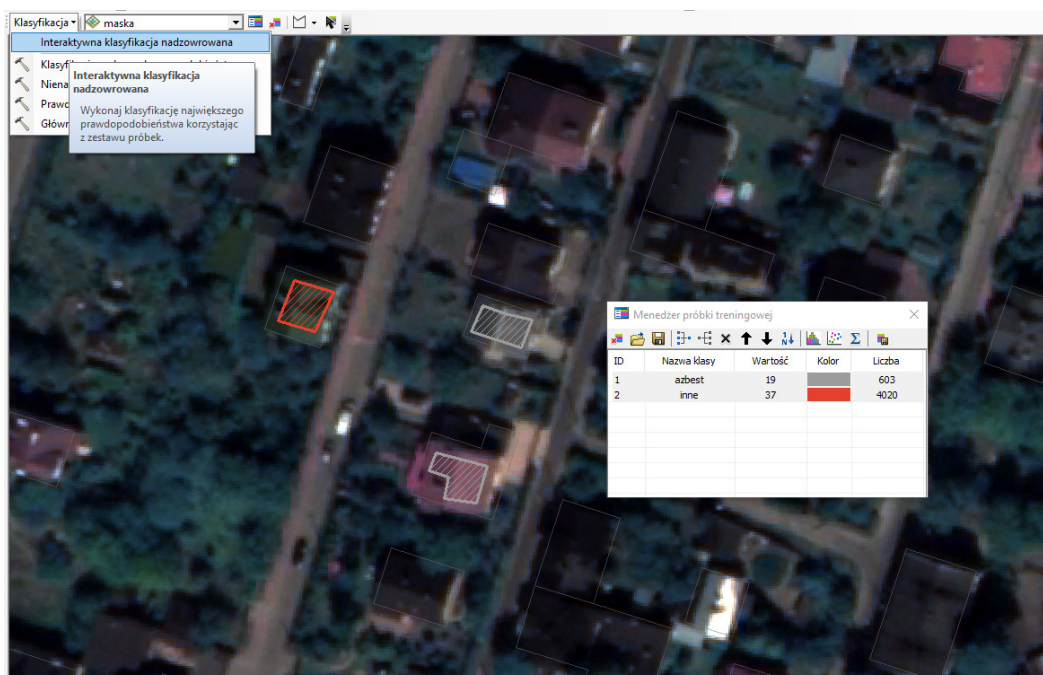 Klasyfikacja maska
Interaktywna klasyfikacja nadzorowana
Interaktywna klasyfikacja
nadzorowana
Wykonaj klasyfikację największego
prawdopodobieństwa korzystając
z zestawu próbek.
Menedżer próbki treningowej
ID Nazwa klasy Wartość Kolor Liczba
1 azbest 19 603
2 inne 37 4020